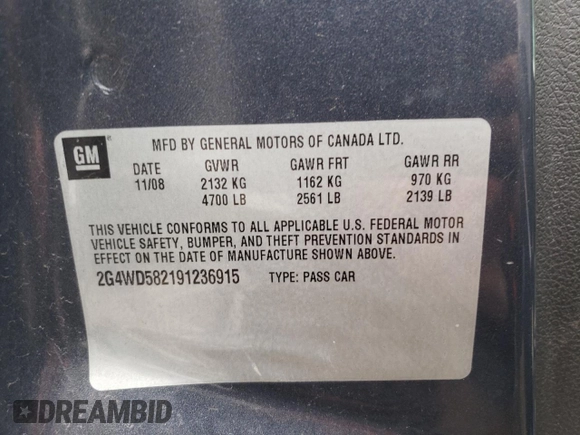 GM
MFD BY GENERAL MOTORS OF CANADA LTD.
DATE GVWR GAWR FRT GAWR RR
11/08 2132 KG 1162 KG 970 KG
4700 LB 2561 LB 2139 LB
THIS VEHICLE CONFORMS TO ALL APPLICABLE U.S. FEDERAL MOTOR
VEHICLE SAFETY, BUMPER, AND THEFT PREVENTION STANDARDS IN
EFFECT ON THE DATE OF MANUFACTURE SHOWN ABOVE.
2G4WD582191236915 TYPE: PASS CAR
DREAMBID